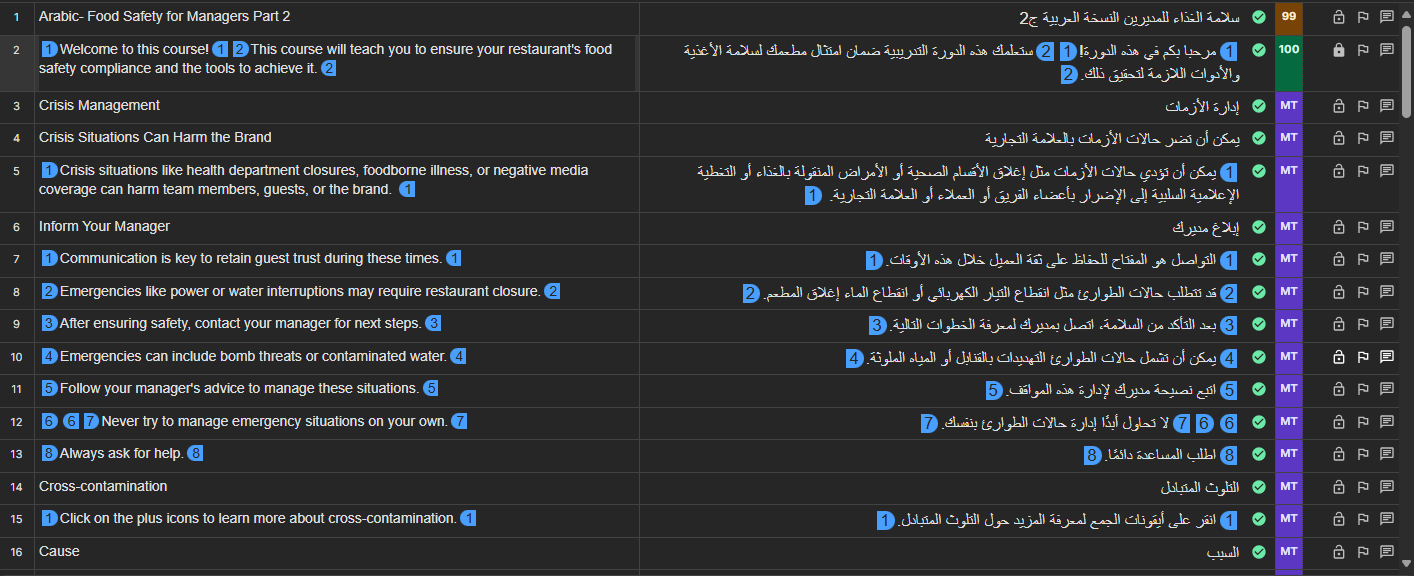 1 Arabic- Food Safety for Managers Part 2 سلامة الغذاء للمديرين النسخة العربية ج2 99
2 1 Welcome to this course! 1 2 This course will teach you to ensure your restaurant's food 1 مرحبا بكم في هذه الدورة! 1 2 ستعلمك هذه الدورة التدريبية ضمان امتثال مطعمك لسلامة الأغذية 100
safety compliance and the tools to achieve it. 2 والأدوات اللازمة لتحقيق ذلك. 2
3 Crisis Management إدارة الأزمات MT
4 Crisis Situations Can Harm the Brand يمكن أن تضر حالات الأزمات بالعلامة التجارية MT
5 1 Crisis situations like health department closures, foodborne illness, or negative media 1 يمكن أن تؤدي حالات الأزمات مثل إغلاق الأقسام الصحية أو الأمراض المنقولة بالغذاء أو التغطية MT
coverage can harm team members, guests, or the brand. 1 الإعلامية السلبية إلى الإضرار بأعضاء الفريق أو العملاء أو العلامة التجارية. 1
6 Inform Your Manager إبلاغ مديرك MT
7 1 Communication is key to retain guest trust during these times. 1 1 التواصل هو المفتاح للحفاظ على ثقة العميل خلال هذه الأوقات. 1 MT
8 2 Emergencies like power or water interruptions may require restaurant closure. 2 2 قد تتطلب حالات الطوارئ مثل انقطاع التيار الكهربائي أو انقطاع الماء إغلاق المطعم. 2 MT
9 3 After ensuring safety, contact your manager for next steps. 3 3 بعد التأكد من السلامة، اتصل بمديرك لمعرفة الخطوات التالية. 3 MT
10 4 Emergencies can include bomb threats or contaminated water. 4 4 يمكن أن تشمل حالات الطوارئ التهديدات بالقنابل أو المياه الملوثة. 4 MT
11 5 Follow your manager's advice to manage these situations. 5 5 اتبع نصيحة مديرك لإدارة هذه المواقف. 5 MT
12 6 6 7 Never try to manage emergency situations on your own. 7 6 6 7 لا تحاول أبدًا إدارة حالات الطوارئ بنفسك. 7 MT
13 8 Always ask for help. 8 8 اطلب المساعدة دائمًا. 8 MT
14 Cross-contamination التلوث المتبادل MT
15 1 Click on the plus icons to learn more about cross-contamination. 1 1 انقر على أيقونات الجمع لمعرفة المزيد حول التلوث المتبادل. 1 MT
16 Cause السبب MT